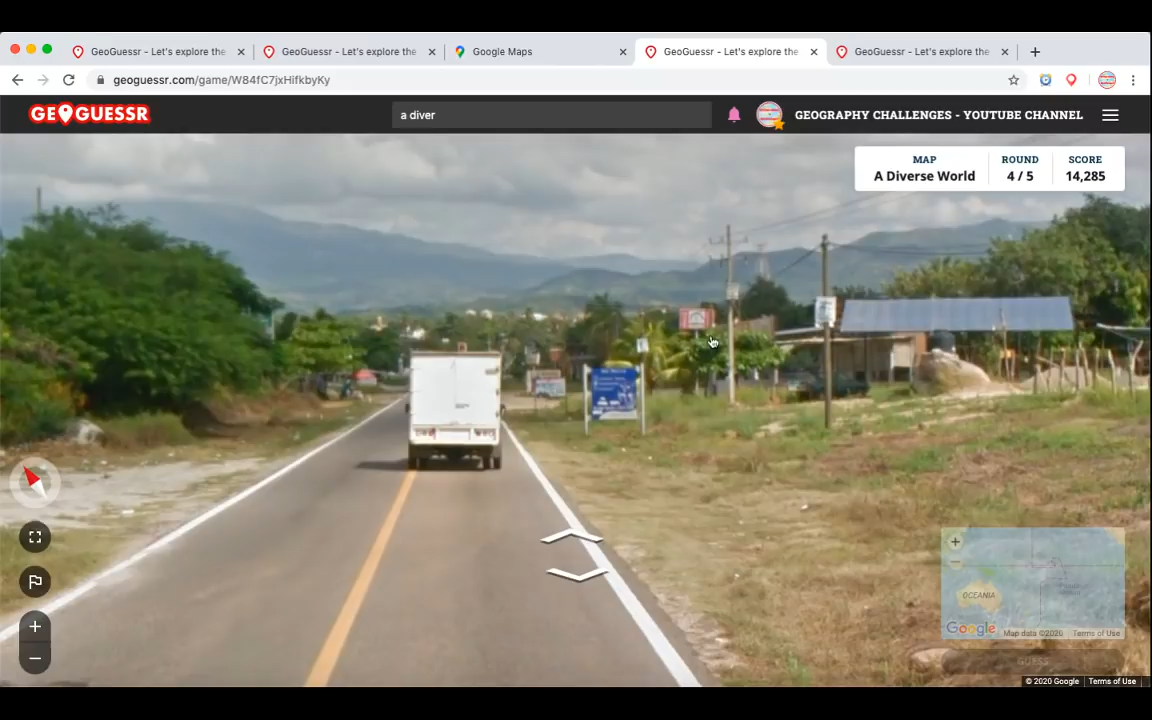 GeoGuessr - Let's explore the
GeoGuessr - Let's explore the
Google Maps
GeoGuessr - Let's explore the
GeoGuessr - Let's explore the
geoguessr.com/game/W84fC7jxHifkbyKy
GEOGUESSR
a diver
GEOGRAPHY CHALLENGES - YOUTUBE CHANNEL
MAP
A Diverse World
ROUND
4 / 5
SCORE
14,285
OCEANIA
Google
Map data ©2020
Terms of Use
GUESS
© 2020 Google
Terms of Use